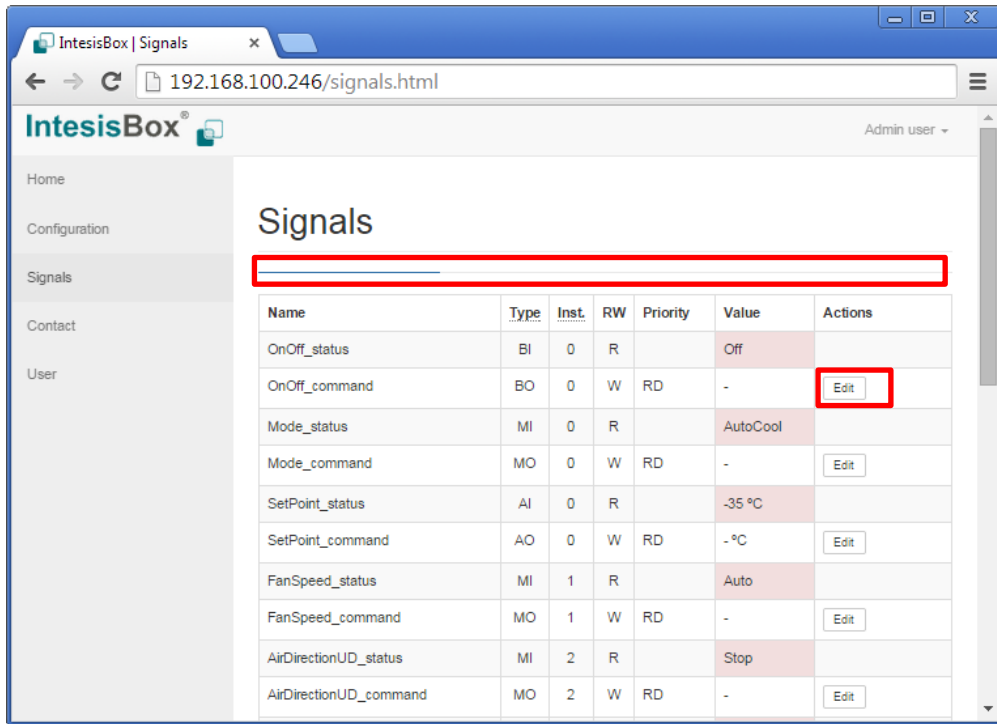 IntesisBox | Signals
192.168.100.246/signals.html
IntesisBox®
Admin user
Home
Configuration
Signals
Contact
User
Signals
Name Type Inst. RW Priority Value Actions
OnOff_status BI 0 R Off
OnOff_command BO 0 W RD - Edit
Mode_status MI 0 R AutoCool
Mode_command MO 0 W RD - Edit
SetPoint_status AI 0 R -35 ºC
SetPoint_command AO 0 W RD - ºC Edit
FanSpeed_status MI 1 R Auto
FanSpeed_command MO 1 W RD - Edit
AirDirectionUD_status MI 2 R Stop
AirDirectionUD_command MO 2 W RD - Edit